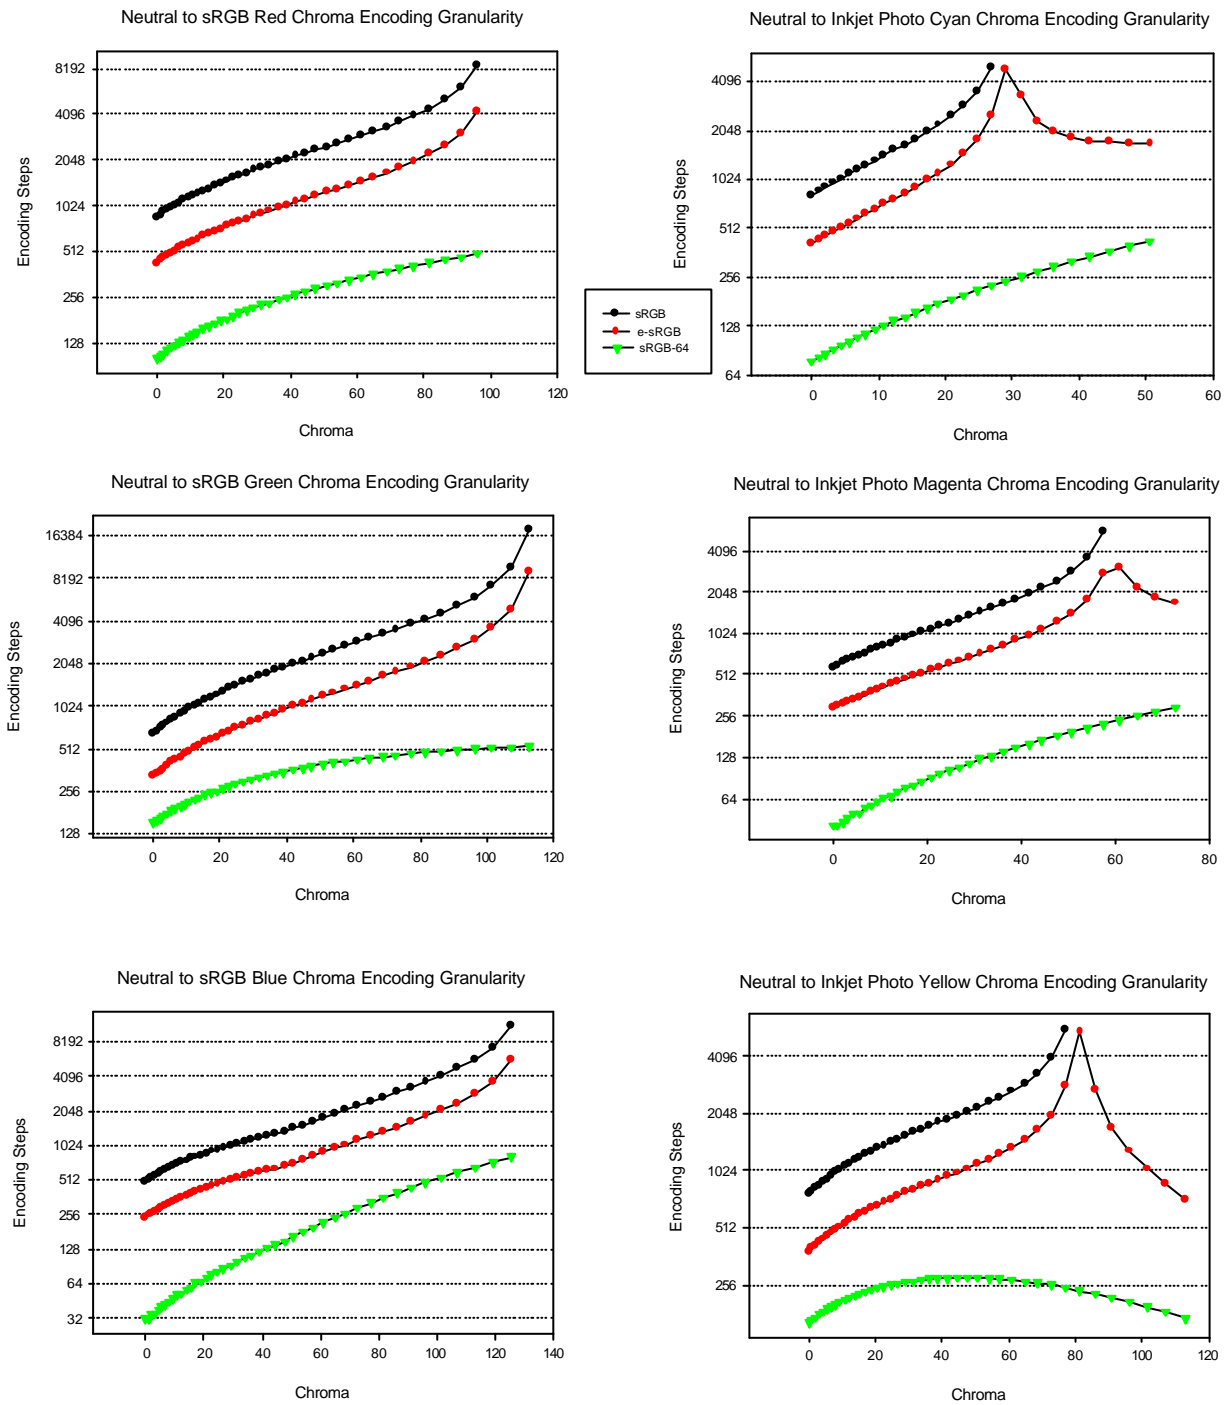 Neutral to sRGB Red Chroma Encoding Granularity
Encoding Steps
8192
4096
2048
1024
512
256
128
0 20 40 60 80 100 120
Chroma
sRGB
e-sRGB
sRGB-64
Neutral to Inkjet Photo Cyan Chroma Encoding Granularity
Encoding Steps
4096
2048
1024
512
256
128
64
0 10 20 30 40 50 60
Chroma
Neutral to sRGB Green Chroma Encoding Granularity
Encoding Steps
16384
8192
4096
2048
1024
512
256
128
0 20 40 60 80 100 120
Chroma
Neutral to Inkjet Photo Magenta Chroma Encoding Granularity
Encoding Steps
4096
2048
1024
512
256
128
64
0 20 40 60 80
Chroma
Neutral to sRGB Blue Chroma Encoding Granularity
Encoding Steps
8192
4096
2048
1024
512
256
128
64
32
0 20 40 60 80 100 120 140
Chroma
Neutral to Inkjet Photo Yellow Chroma Encoding Granularity
Encoding Steps
4096
2048
1024
512
256
0 20 40 60 80 100 120
Chroma